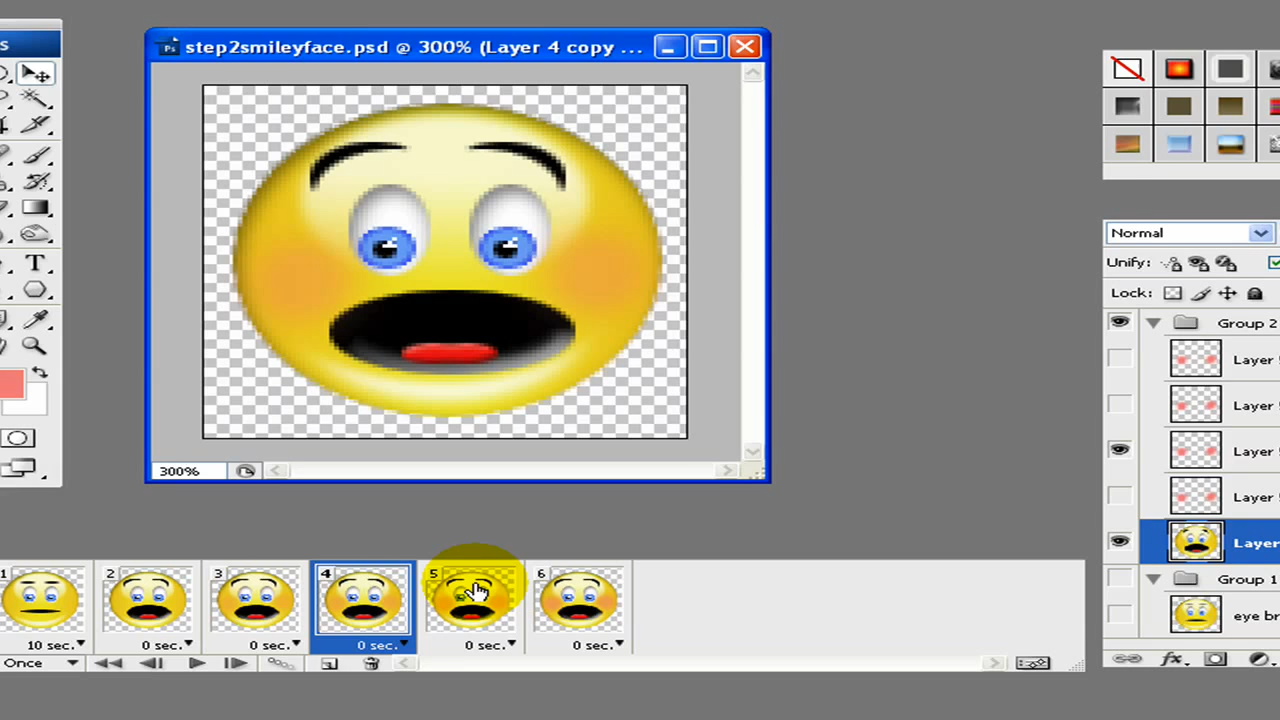 s
step2smileyface.psd @ 300% (Layer 4 copy ...
Normal
Unify:
Lock:
Group 2
Layer
Layer
Layer
Layer
Layer
Group 1
eye br
T
300%
1 2 3 4 5 6
10 sec. 0 sec. 0 sec. 0 sec. 0 sec. 0 sec.
Once
fx